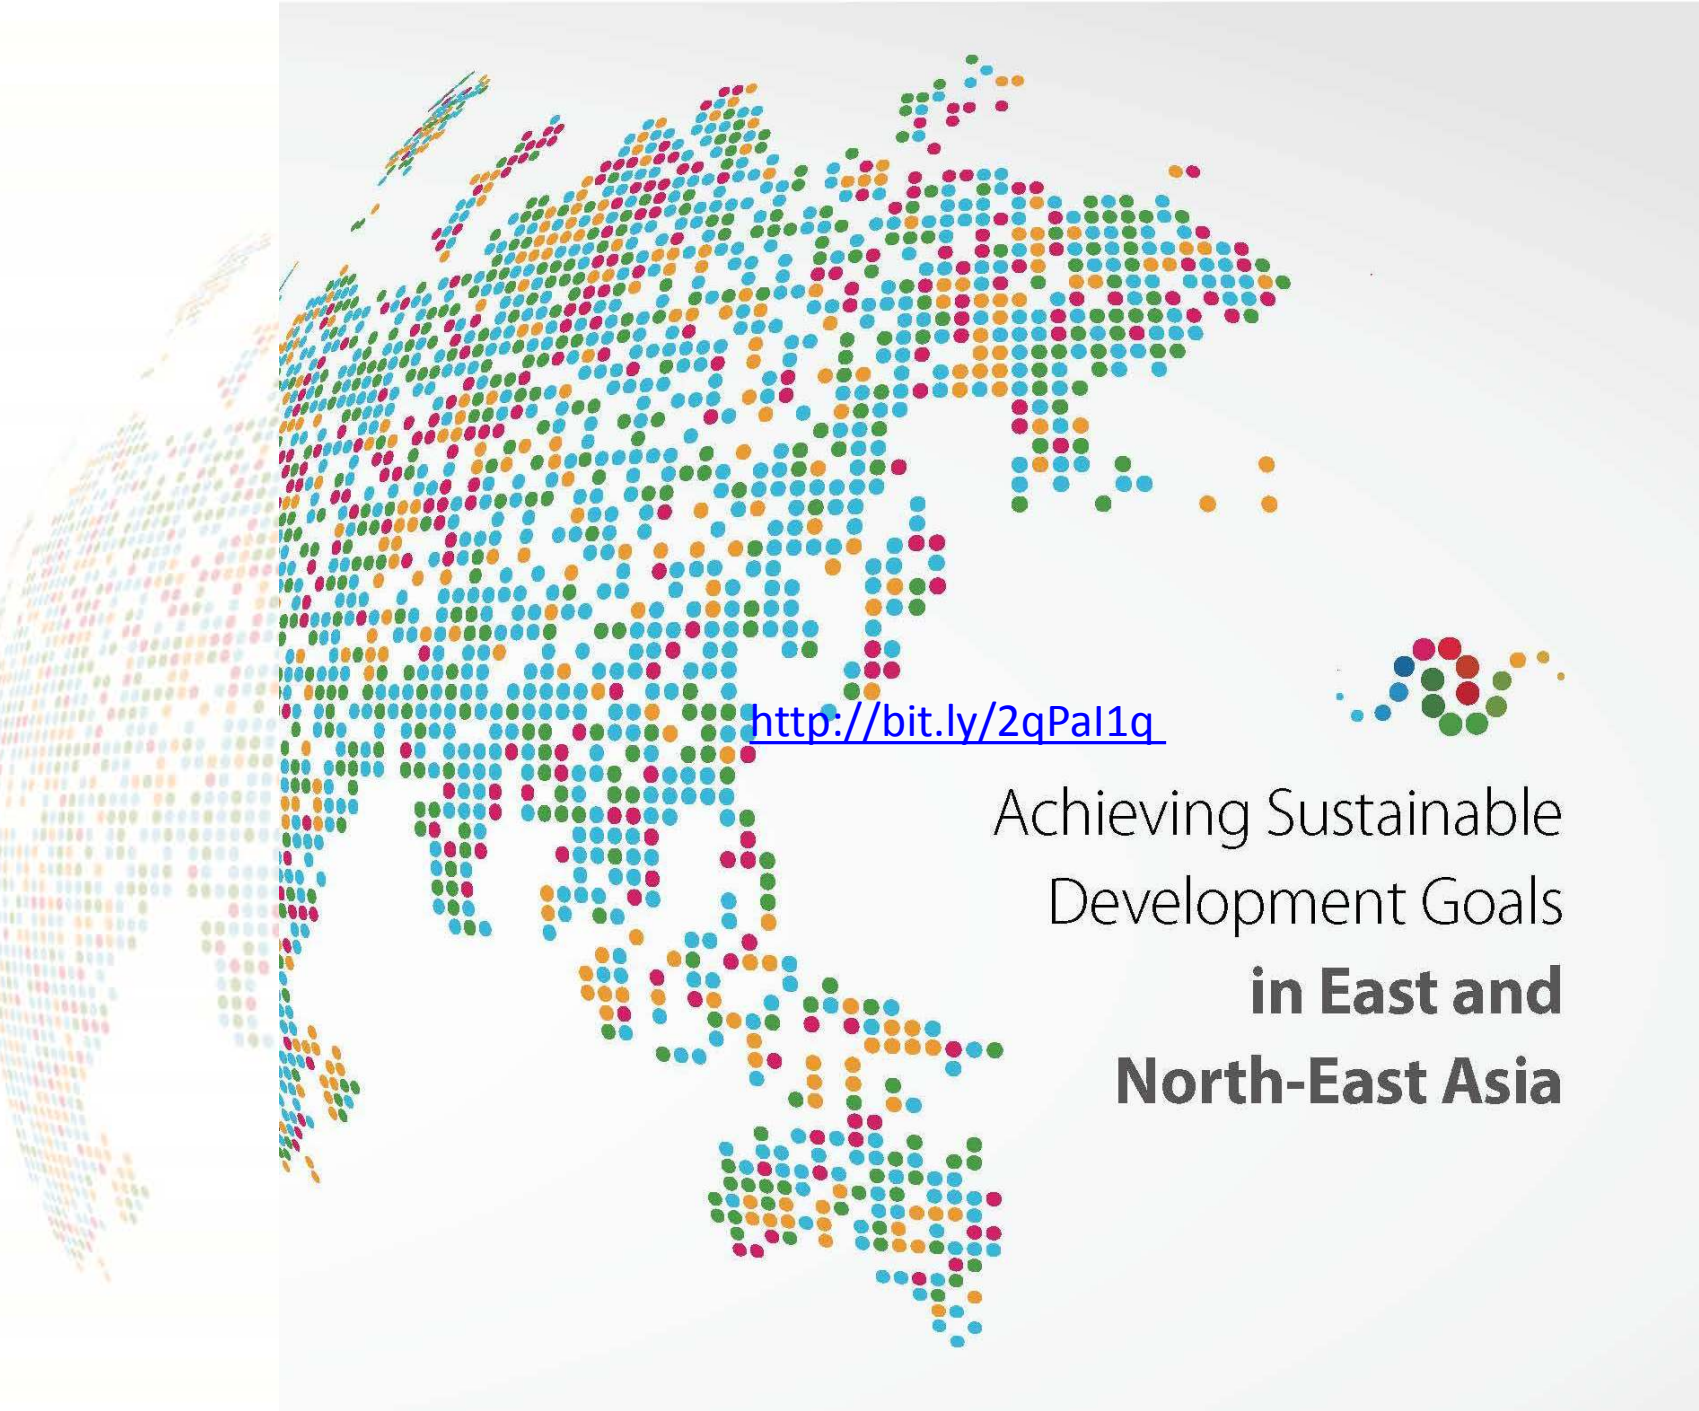 http://bit.ly/2qPaI1q
Achieving Sustainable
Development Goals
in East and
North-East Asia